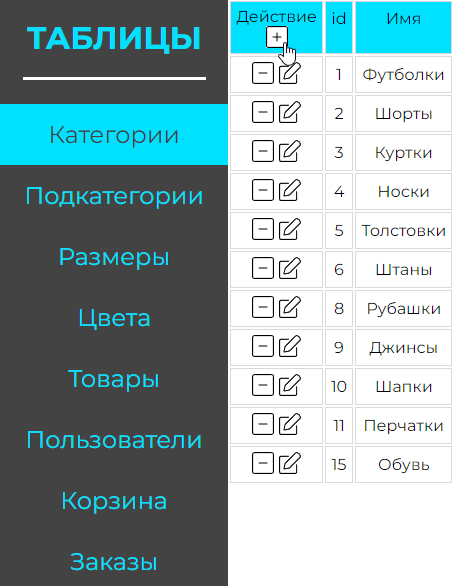 ТАБЛИЦЫ
Категории
Подкатегории
Размеры
Цвета
Товары
Пользователи
Корзина
Заказы
Действие id Имя
1 Футболки
2 Шорты
3 Куртки
4 Носки
5 Толстовки
6 Штаны
8 Рубашки
9 Джинсы
10 Шапки
11 Перчатки
15 Обувь